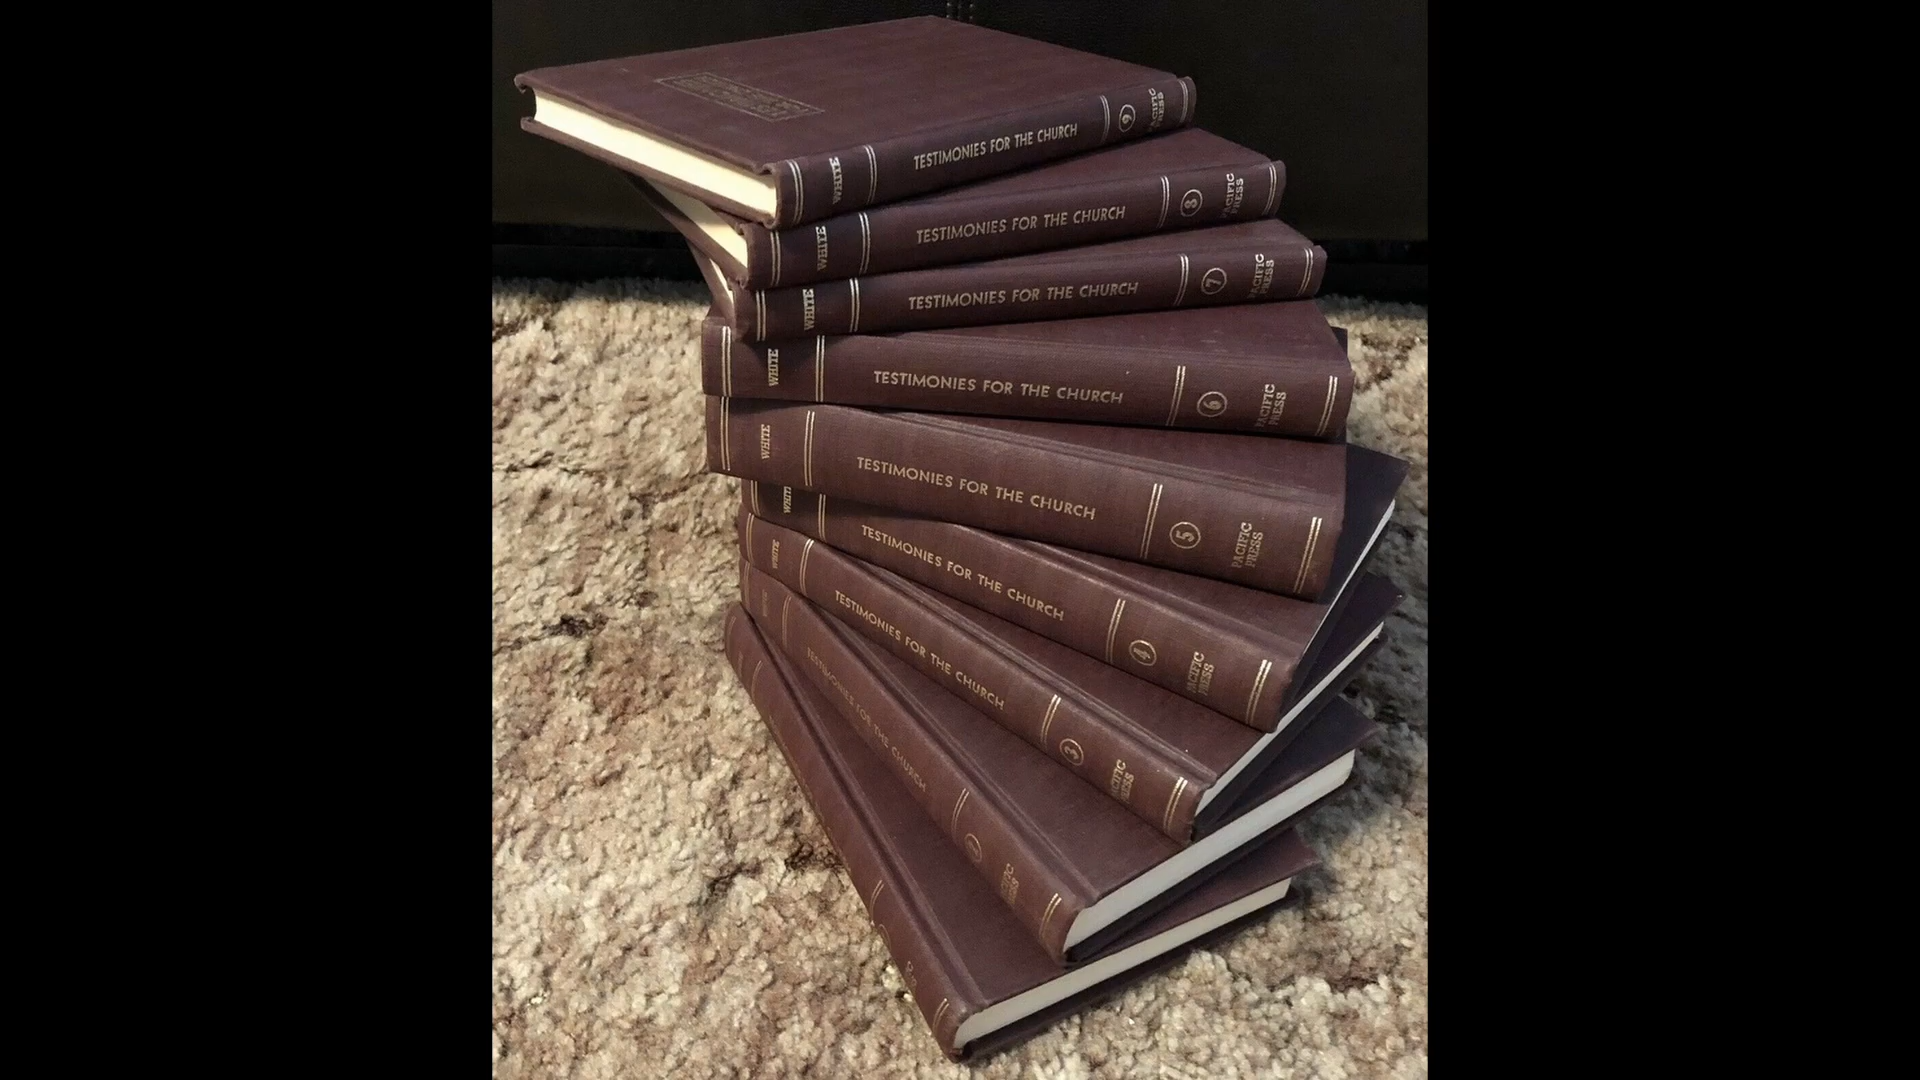 WHITE
TESTIMONIES FOR THE CHURCH
9
PACIFIC
PRESS
WHITE
TESTIMONIES FOR THE CHURCH
8
PACIFIC
PRESS
WHITE
TESTIMONIES FOR THE CHURCH
7
PACIFIC
PRESS
WHITE
TESTIMONIES FOR THE CHURCH
6
PACIFIC
PRESS
WHITE
TESTIMONIES FOR THE CHURCH
5
PACIFIC
PRESS
WHITE
TESTIMONIES FOR THE CHURCH
4
PACIFIC
PRESS
WHITE
TESTIMONIES FOR THE CHURCH
3
PACIFIC
PRESS
TESTIMONIES FOR THE CHURCH
2